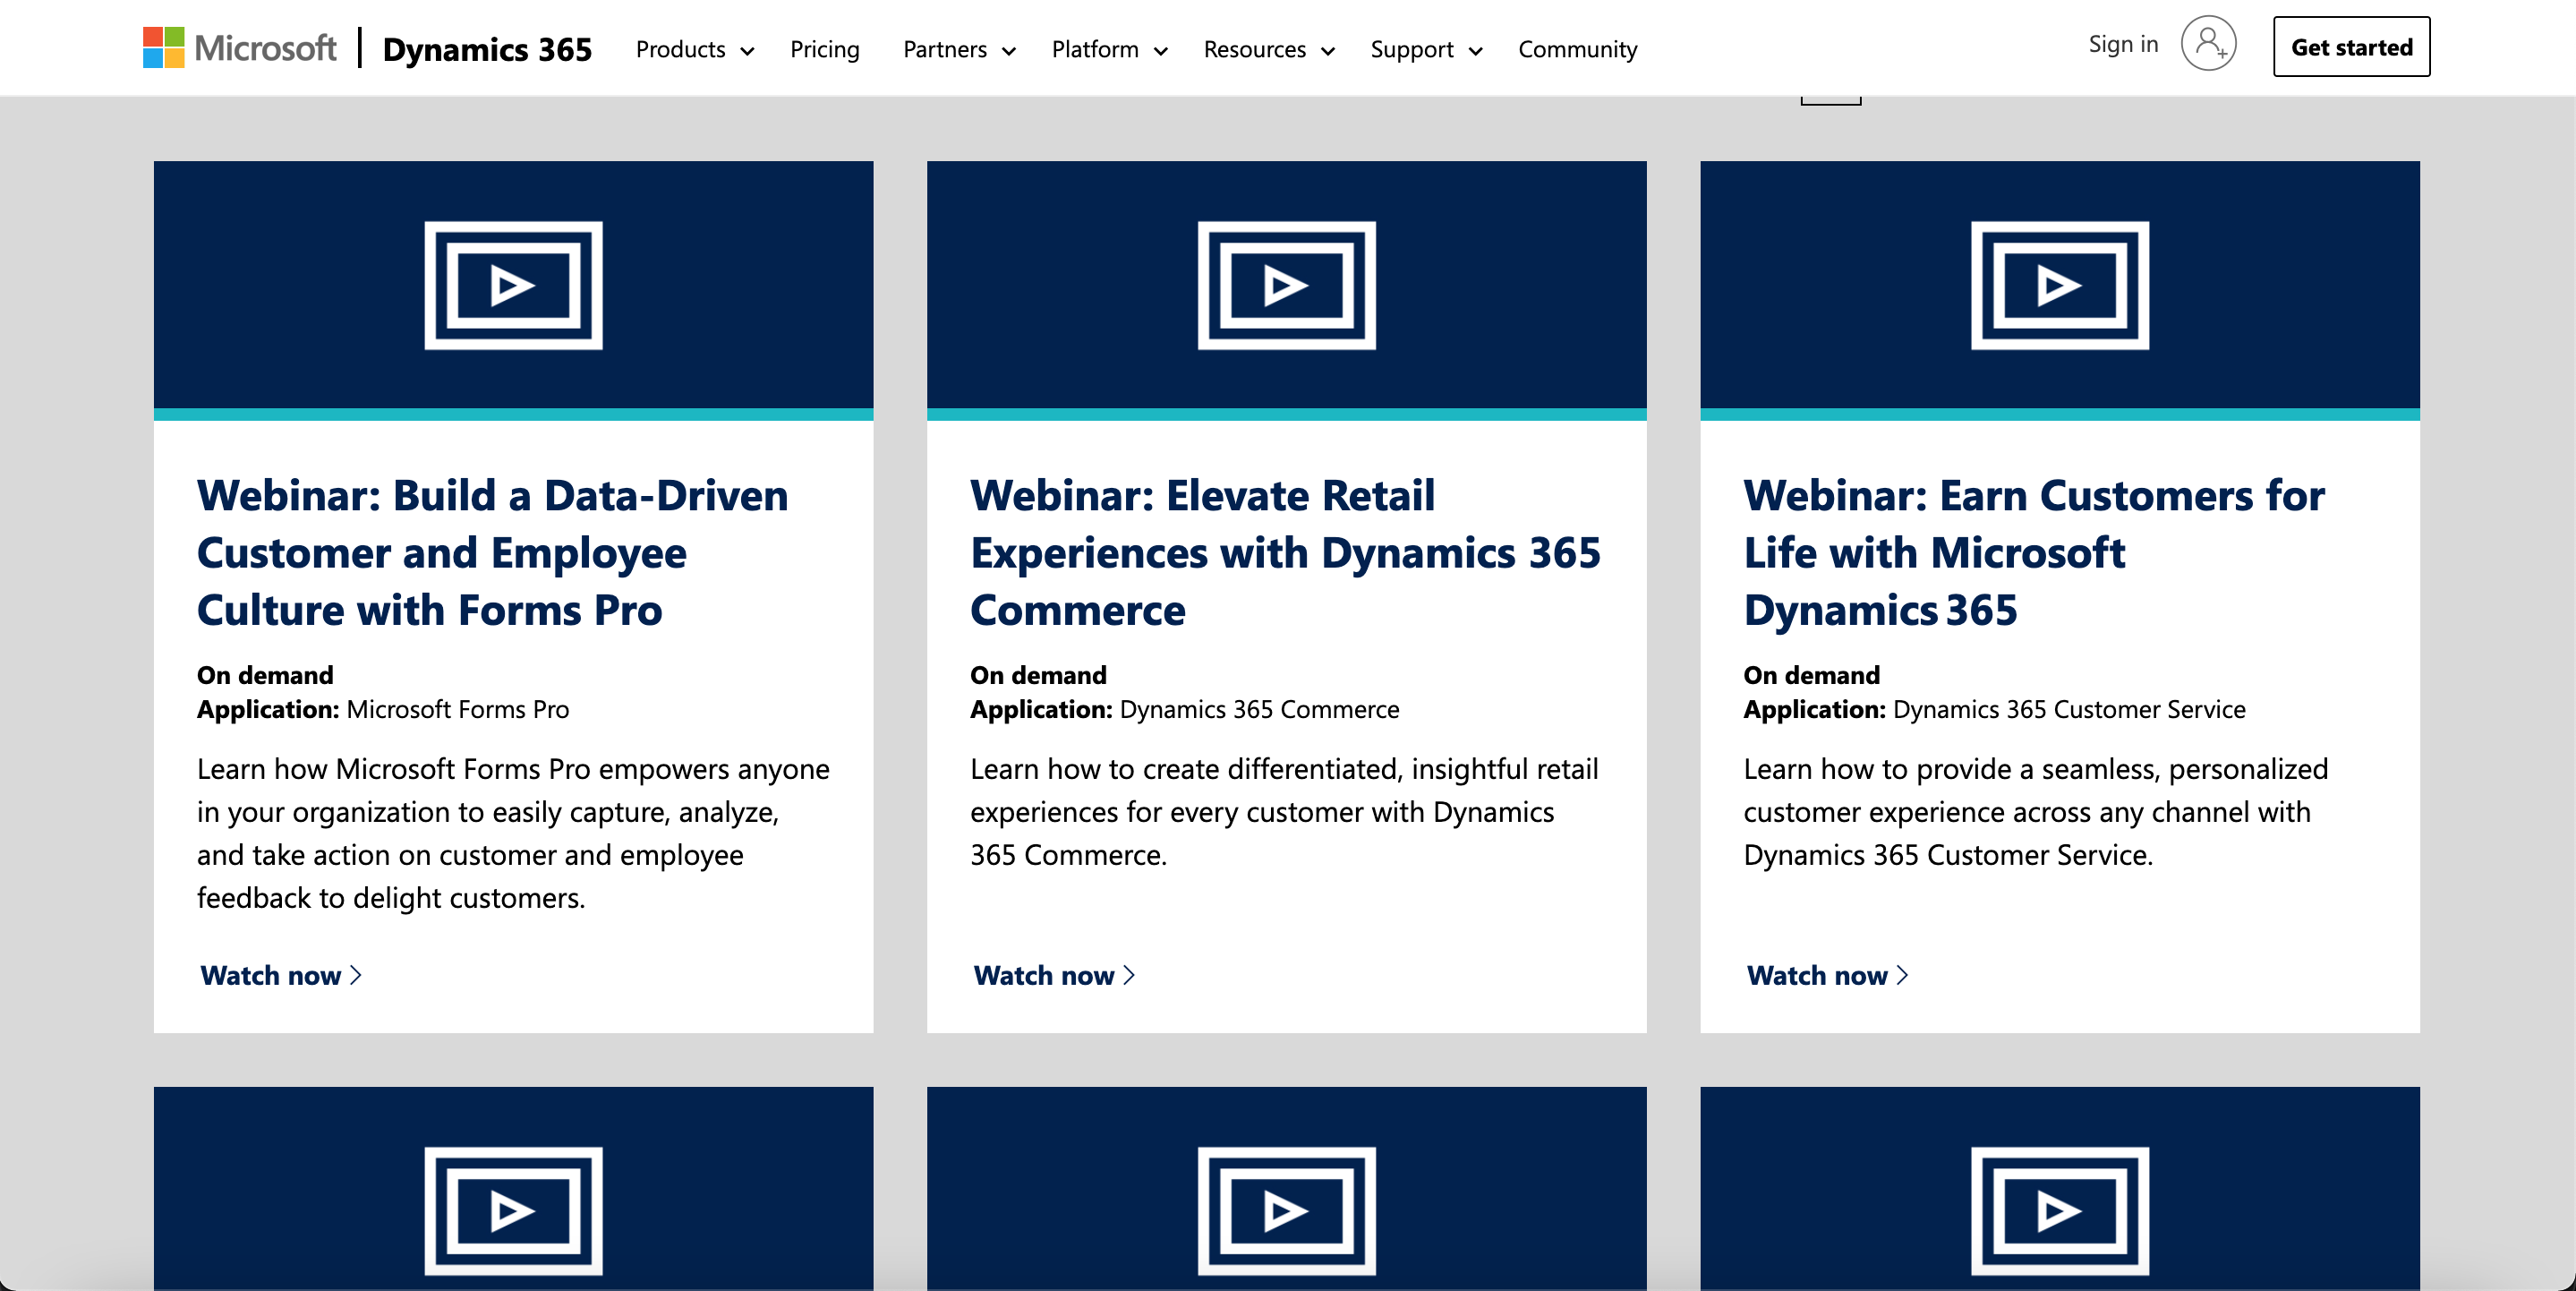 Microsoft | Dynamics 365 Products Pricing Partners Platform Resources Support Community Sign in Get started
Webinar: Build a Data-Driven
Customer and Employee
Culture with Forms Pro
On demand
Application: Microsoft Forms Pro
Learn how Microsoft Forms Pro empowers anyone
in your organization to easily capture, analyze,
and take action on customer and employee
feedback to delight customers.
Watch now
Webinar: Elevate Retail
Experiences with Dynamics 365
Commerce
On demand
Application: Dynamics 365 Commerce
Learn how to create differentiated, insightful retail
experiences for every customer with Dynamics
365 Commerce.
Watch now
Webinar: Earn Customers for
Life with Microsoft
Dynamics 365
On demand
Application: Dynamics 365 Customer Service
Learn how to provide a seamless, personalized
customer experience across any channel with
Dynamics 365 Customer Service.
Watch now